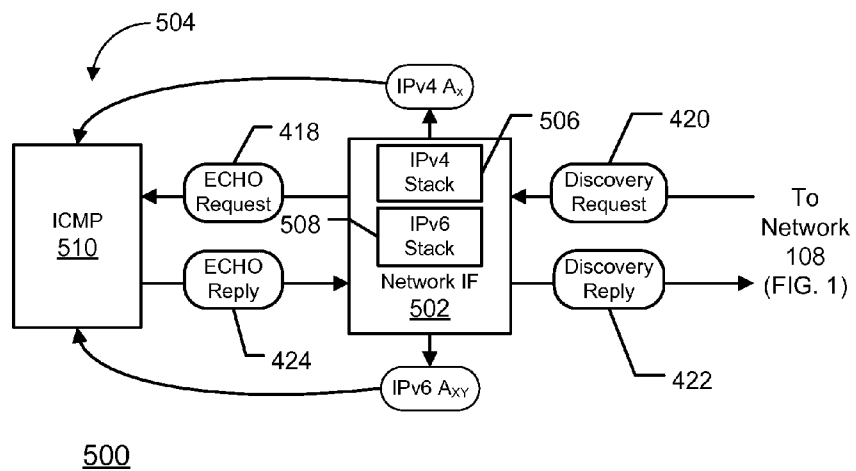 504
IPv4 Ax
418
506
420
ECHO
Request
IPv4
Stack
Discovery
Request
ICMP
510
508
IPv6
Stack
To
Network
108
(FIG. 1)
ECHO
Reply
Network IF
502
Discovery
Reply
424
422
IPv6 AXY
500